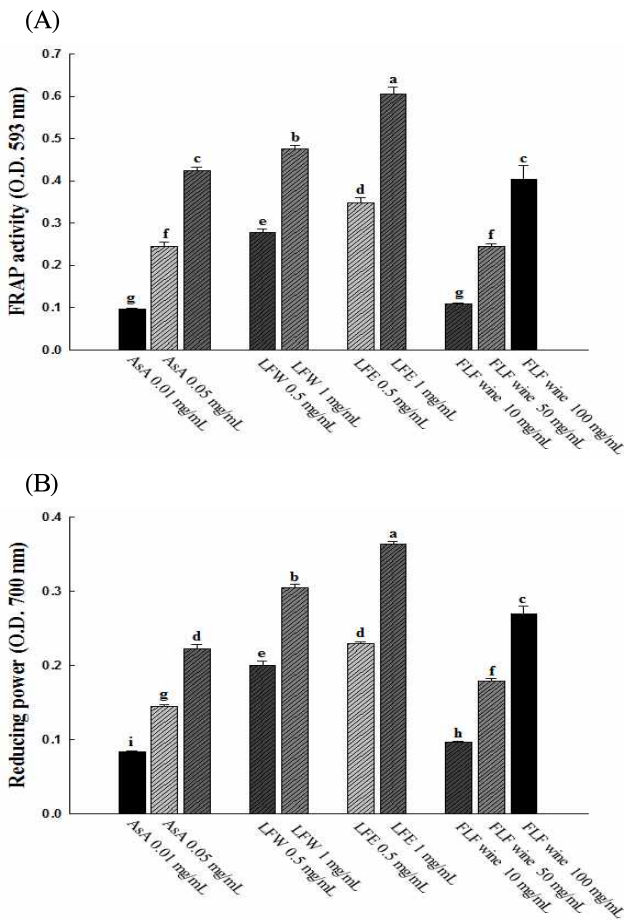 (A)
FRAP activity (O.D. 593 nm)
0.7
0.6
0.5
0.4
0.3
0.2
0.1
0.0
g
f
c
e
b
d
a
g
f
c
AsA 0.01 mg/mL
AsA 0.05 mg/mL
LFW 0.5 mg/mL
LFW 1 mg/mL
LFE 0.5 mg/mL
LFE 1 mg/mL
FLF wine 10 mg/mL
FLF wine 50 mg/mL
FLF wine 100 mg/mL
(B)
Reducing power (O.D. 700 nm)
0.4
0.3
0.2
0.1
0.0
i
g
d
e
b
d
a
h
f
c
AsA 0.01 mg/mL
AsA 0.05 mg/mL
LFW 0.5 mg/mL
LFW 1 mg/mL
LFE 0.5 mg/mL
LFE 1 mg/mL
FLF wine 10 mg/mL
FLF wine 50 mg/mL
FLF wine 100 mg/mL